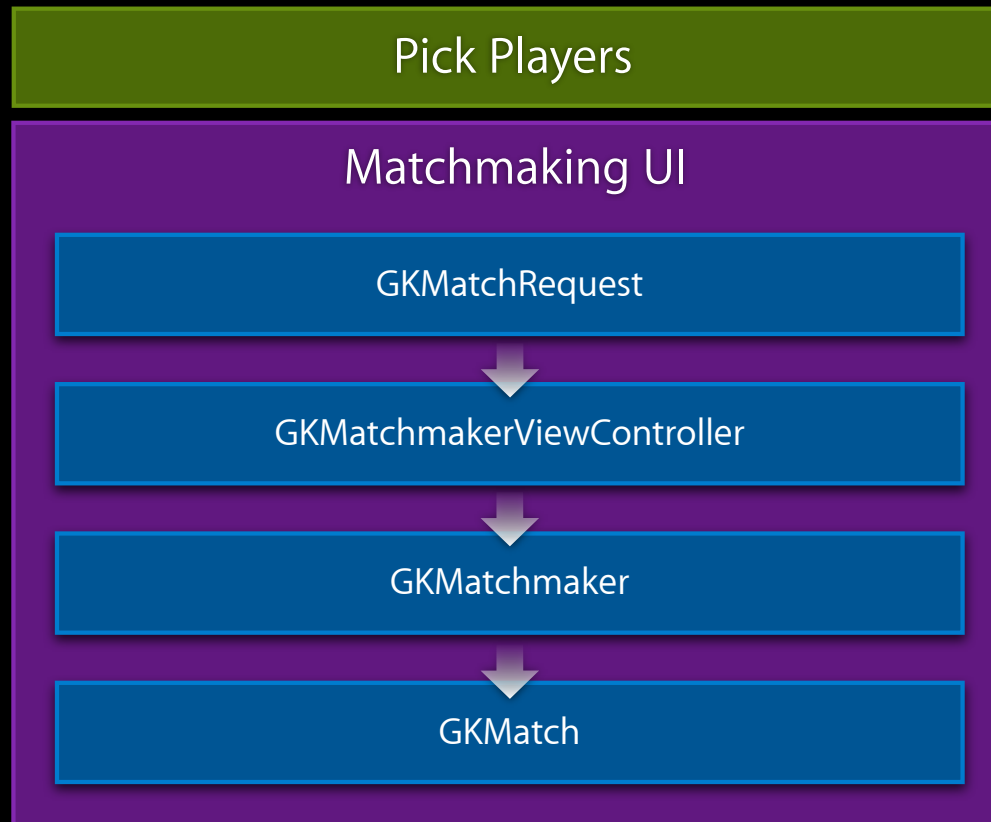 Pick Players
Matchmaking UI
GKMatchRequest
GKMatchmakerViewController
GKMatchmaker
GKMatch